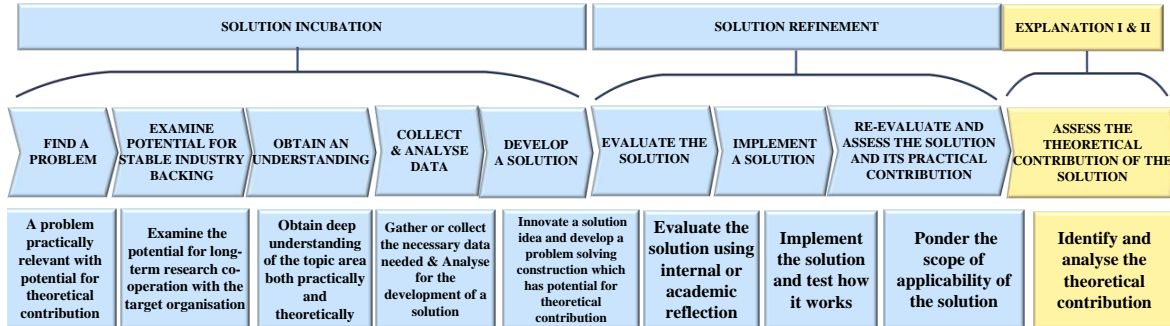 SOLUTION INCUBATION
SOLUTION REFINEMENT
EXPLANATION I & II
FIND A
PROBLEM
EXAMINE
POTENTIAL FOR
STABLE INDUSTRY
BACKING
OBTAIN AN
UNDERSTANDING
COLLECT
& ANALYSE
DATA
DEVELOP
A SOLUTION
EVALUATE THE
SOLUTION
IMPLEMENT
A SOLUTION
RE-EVALUATE AND
ASSESS THE SOLUTION
AND ITS PRACTICAL
CONTRIBUTION
ASSESS THE
THEORETICAL
CONTRIBUTION OF THE
SOLUTION
A problem
practically
relevant with
potential for
theoretical
contribution
Examine the
potential for long-
term research co-
operation with the
target organisation
Obtain deep
understanding
of the topic area
both practically
and
theoretically
Gather or collect
the necessary data
needed & Analyse
for the
development of a
solution
Innovate a solution
idea and develop a
problem solving
construction which
has potential for
theoretical
contribution
Evaluate the
solution using
internal or
academic
reflection
Implement
the solution
and test how
it works
Ponder the
scope of
applicability of
the solution
Identify and
analyse the
theoretical
contribution